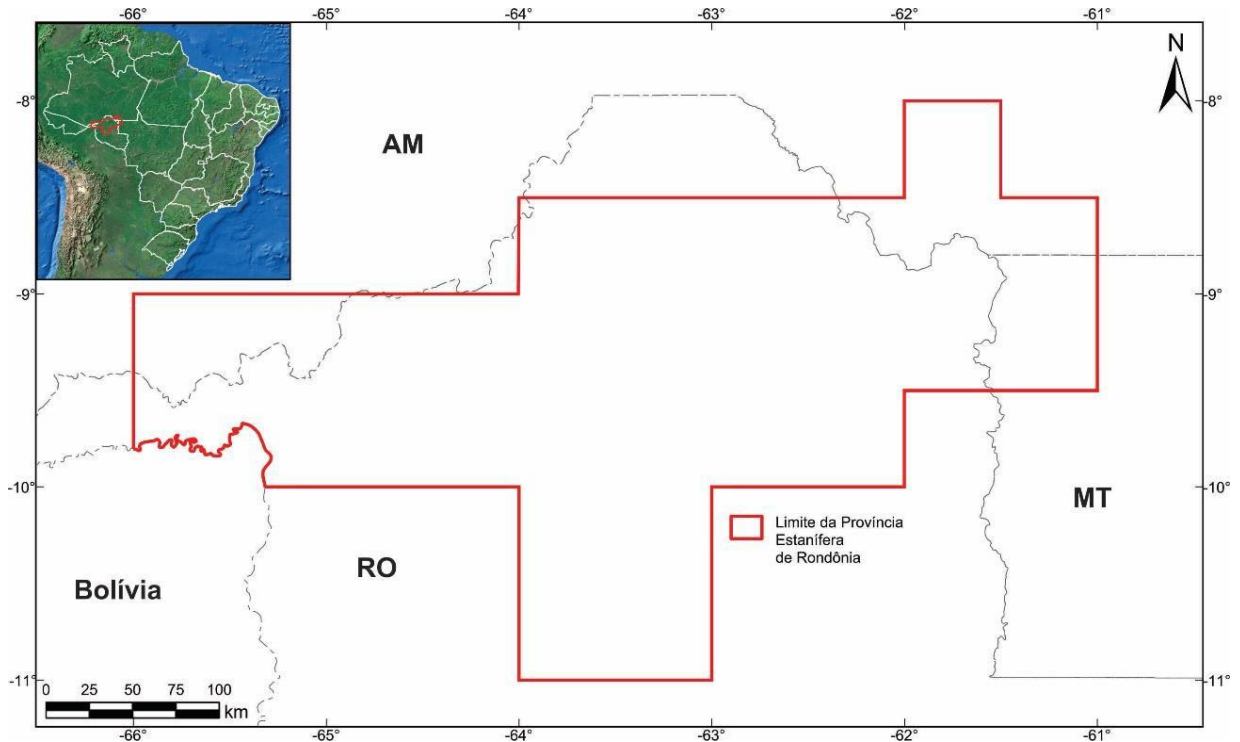 -66° -65° -64° -63° -62° -61°
N
-8° -8°
AM
-9° -9°
-10° -10°
MT
Limite da Província
Estanífera
de Rondônia
RO
Bolívia
-11° -11°
0 25 50 75 100
km
-66° -65° -64° -63° -62° -61°